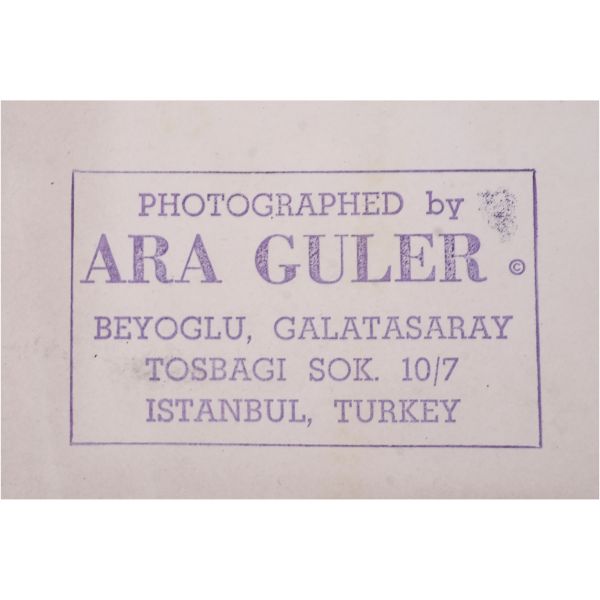 PHOTOGRAPHED by
ARA GULER ©
BEYOGLU, GALATASARAY
TOSBAGI SOK. 10/7
ISTANBUL, TURKEY